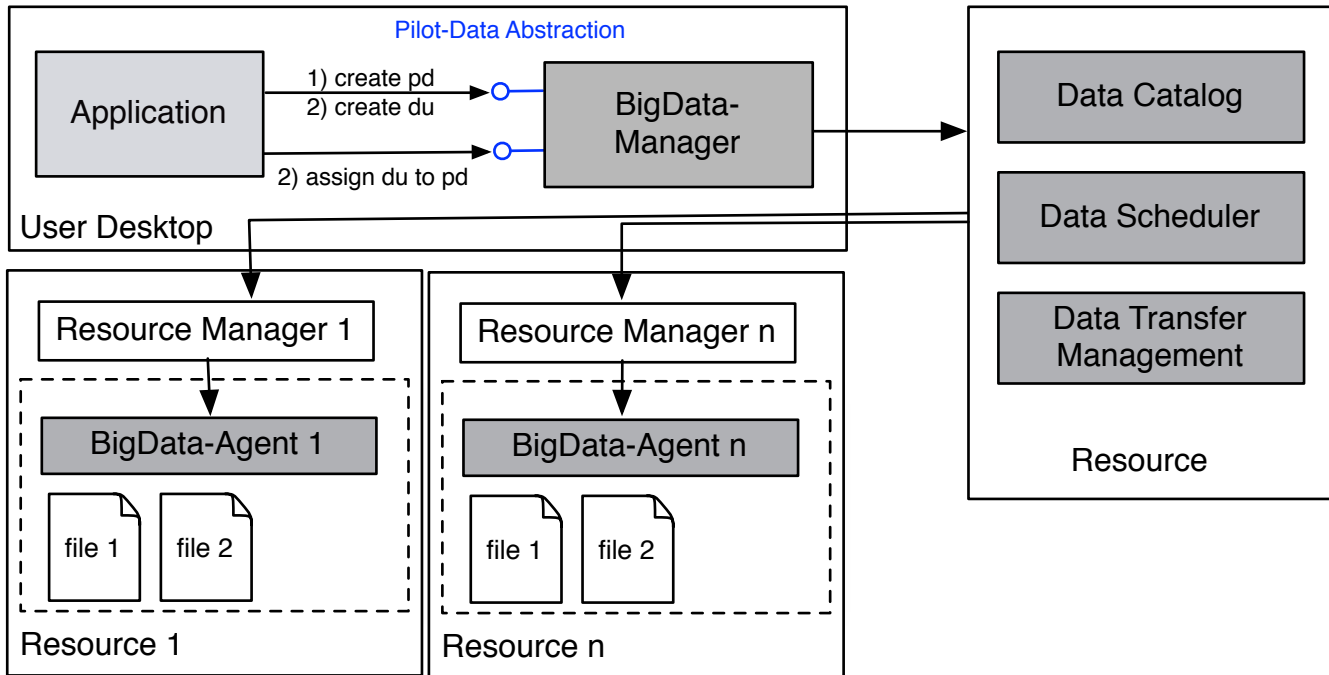 Pilot-Data Abstraction
Application
1) create pd
2) create du
2) assign du to pd
BigData-
Manager
User Desktop
Data Catalog
Data Scheduler
Data Transfer
Management
Resource
Resource Manager 1
BigData-Agent 1
file 1
file 2
Resource 1
Resource Manager n
BigData-Agent n
file 1
file 2
Resource n